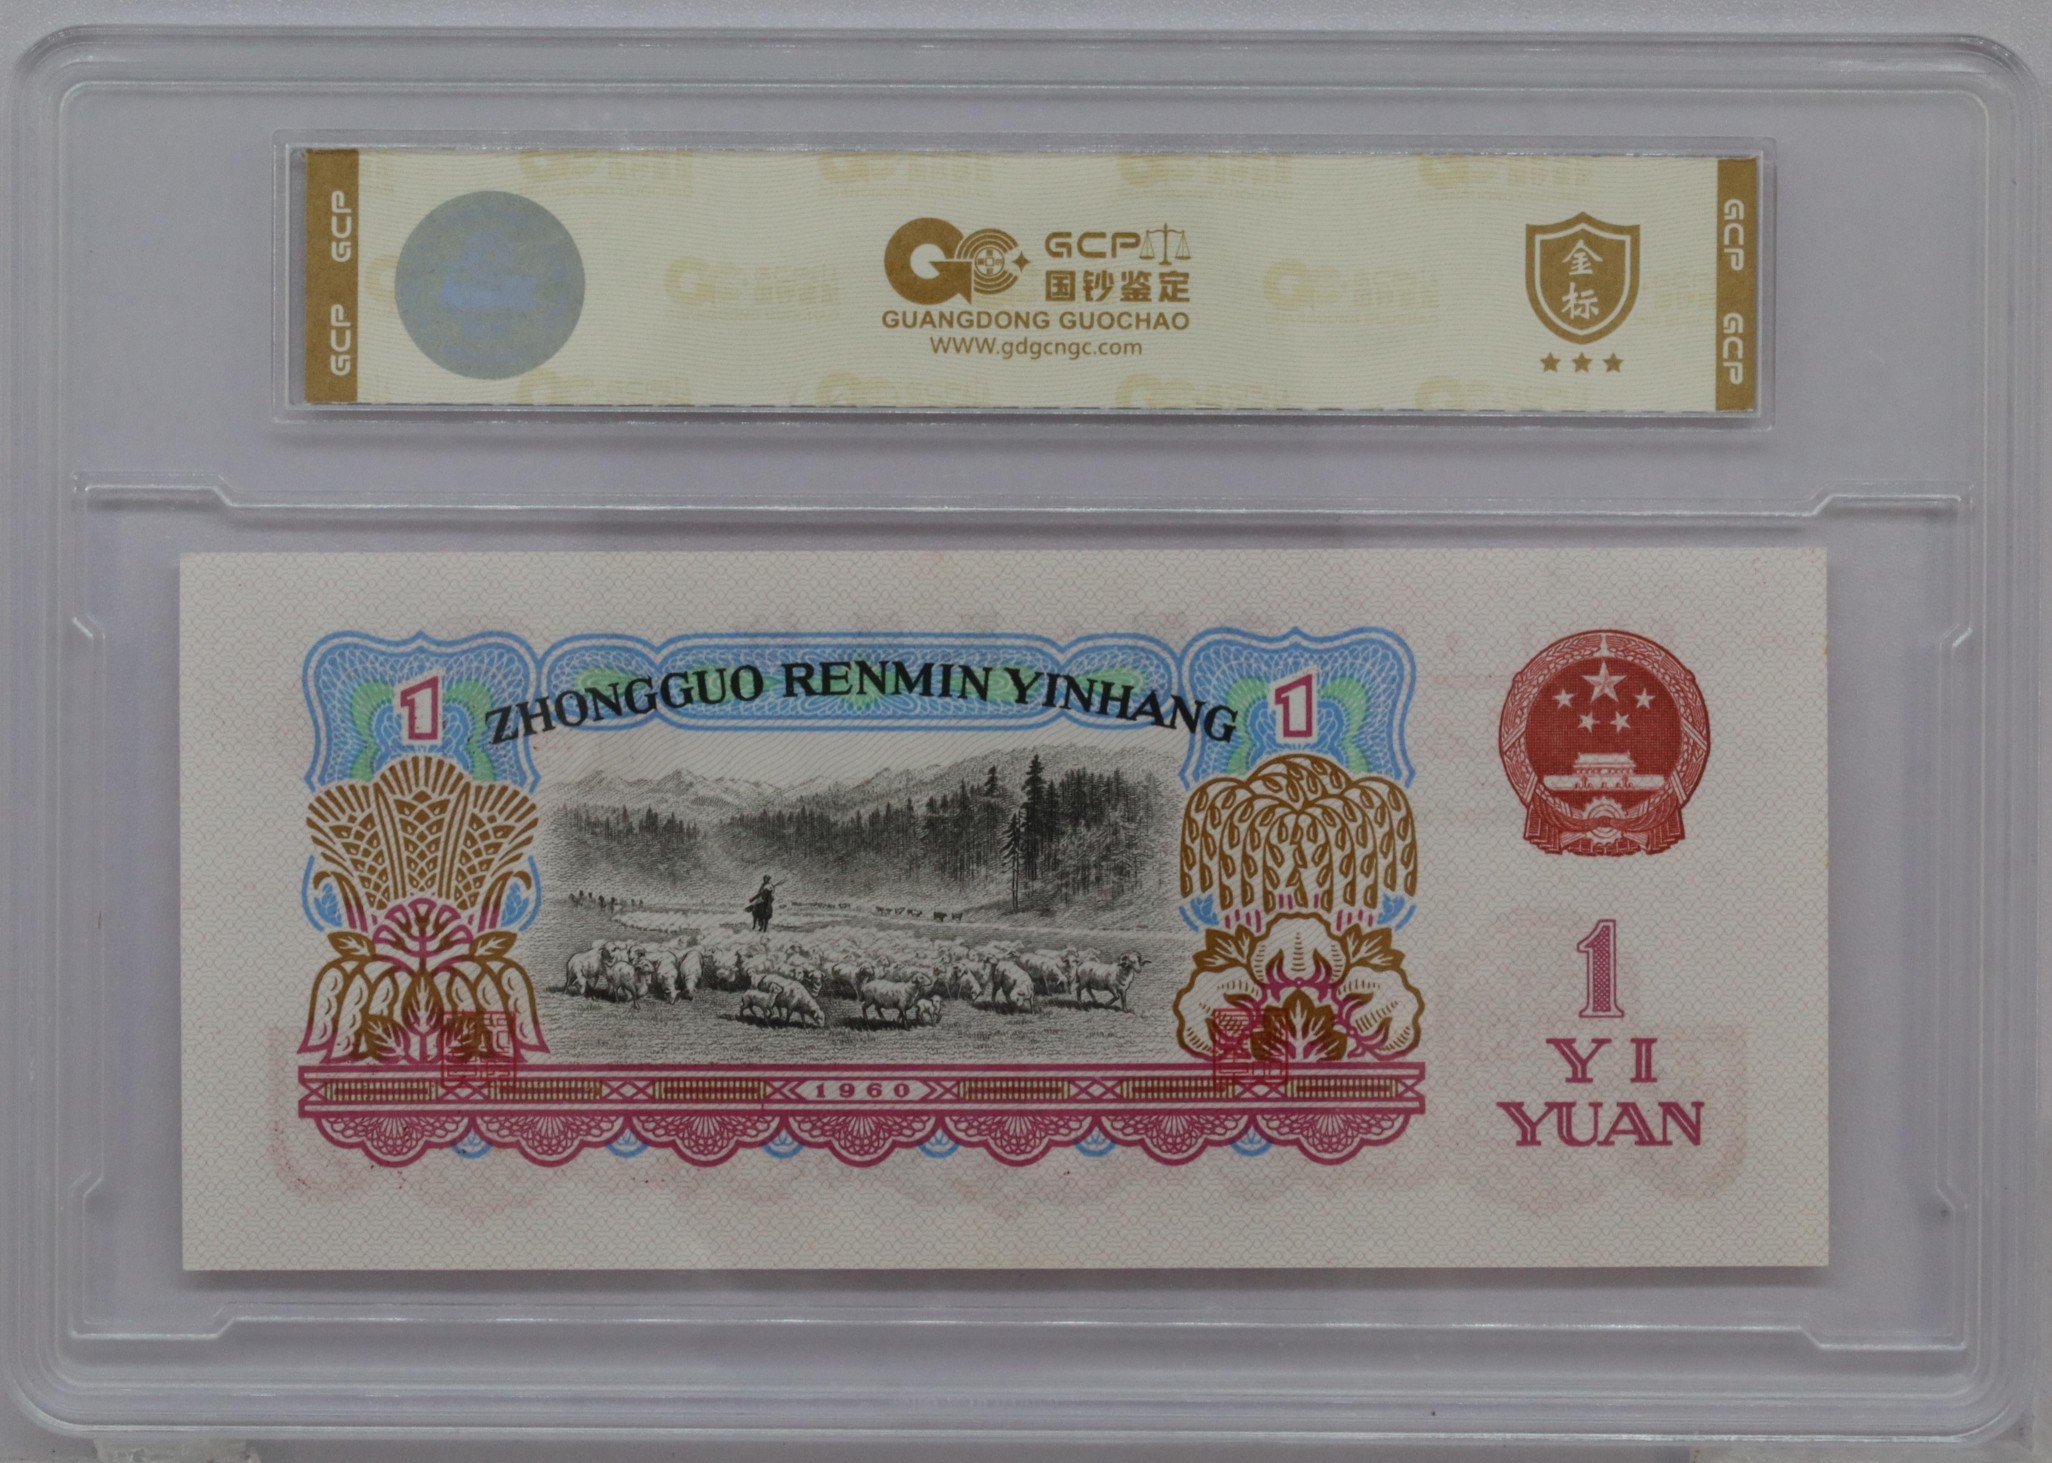 GCP
GCP
GCP
国钞鉴定
GUANGDONG GUOCHAO
www.gdgcngc.com
金标
GCP
GCP
1
ZHONGGUO RENMIN YINHANG
1
1
YI
YUAN
1960